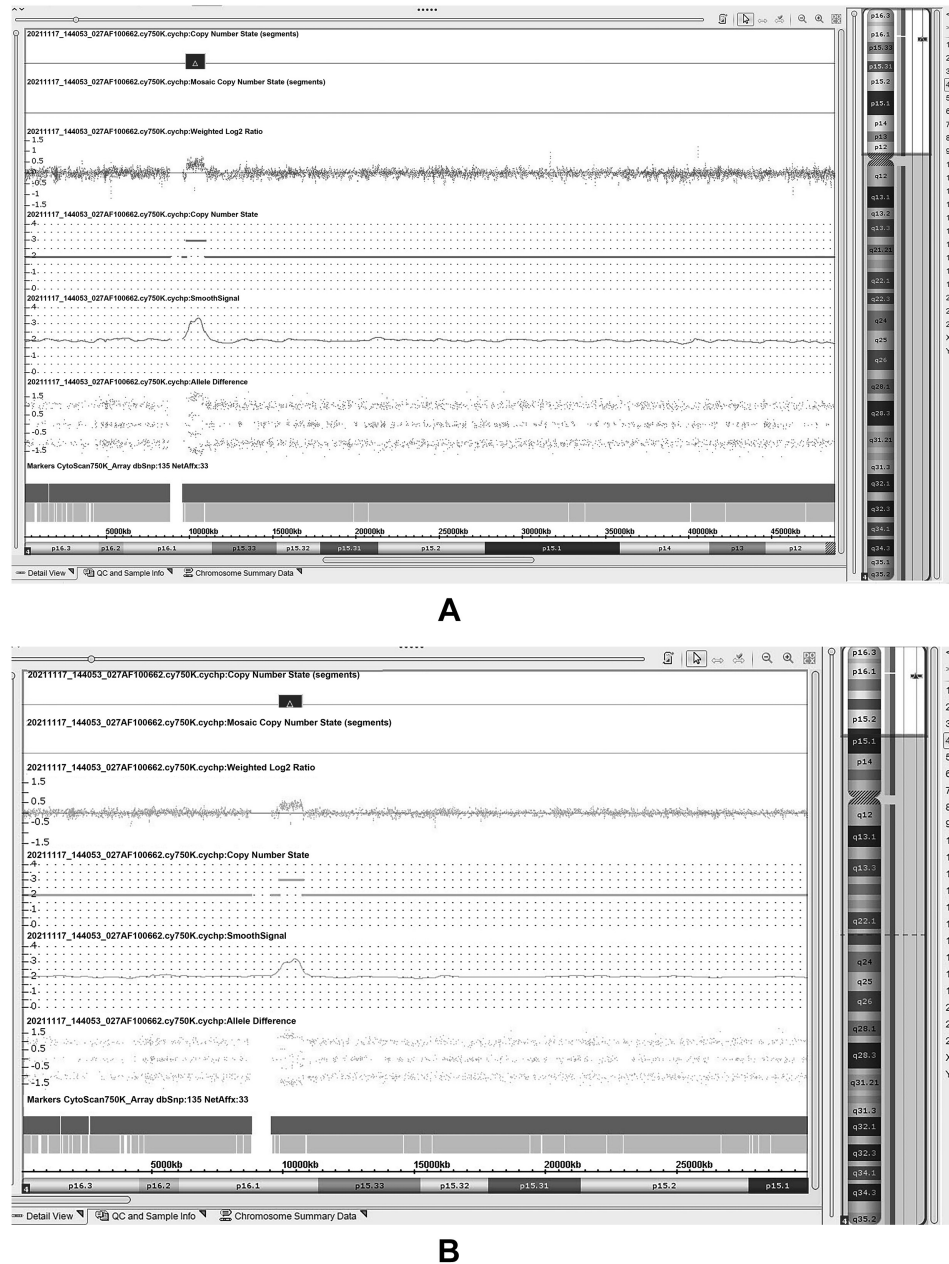 20211117_144053_027AF100662.cy750K.cychp:Copy Number State (segments)
20211117_144053_027AF100662.cy750K.cychp:Mosaic Copy Number State (segments)
20211117_144053_027AF100662.cy750K.cychp:Weighted Log2 Ratio
1.5
1
0.5
0
-0.5
-1
-1.5
20211117_144053_027AF100662.cy750K.cychp:Copy Number State
4
3
2
1
0
20211117_144053_027AF100662.cy750K.cychp:SmoothSignal
4
3
2
1
0
20211117_144053_027AF100662.cy750K.cychp:Allele Difference
1.5
0.5
-0.5
-1.5
Markers CytoScan750K_Array dbSnp:135 NetAffx:33
5000kb 10000kb 15000kb 20000kb 25000kb 30000kb 35000kb 40000kb 45000kb
4 p16.3 p16.2 p16.1 p15.33 p15.32 p15.31 p15.2 p15.1 p14 p13 p12
Detail View QC and Sample Info Chromosome Summary Data
p16.3
p16.1
p15.33
p15.31
p15.2
p15.1
p14
p13
p12
q12
q13.1
q13.2
q13.3
q21.21
q22.1
q22.3
q24
q25
q26
q28.1
q28.3
q31.21
q31.3
q32.1
q32.3
q34.1
q34.3
q35.1
4 q35.2
A
20211117_144053_027AF100662.cy750K.cychp:Copy Number State (segments)
20211117_144053_027AF100662.cy750K.cychp:Mosaic Copy Number State (segments)
20211117_144053_027AF100662.cy750K.cychp:Weighted Log2 Ratio
1.5
0.5
-0.5
-1.5
20211117_144053_027AF100662.cy750K.cychp:Copy Number State
4
3
2
1
0
20211117_144053_027AF100662.cy750K.cychp:SmoothSignal
4
3
2
1
0
20211117_144053_027AF100662.cy750K.cychp:Allele Difference
1.5
0.5
-0.5
-1.5
Markers CytoScan750K_Array dbSnp:135 NetAffx:33
5000kb 10000kb 15000kb 20000kb 25000kb
4 p16.3 p16.2 p16.1 p15.33 p15.32 p15.31 p15.2 p15.1
Detail View QC and Sample Info Chromosome Summary Data
p16.3
p16.1
p15.2
p15.1
p14
q12
q13.1
q13.3
q22.1
q24
q25
q26
q28.1
q28.3
q31.21
q31.3
q32.1
q32.3
q34.1
q34.3
4 q35.2
B